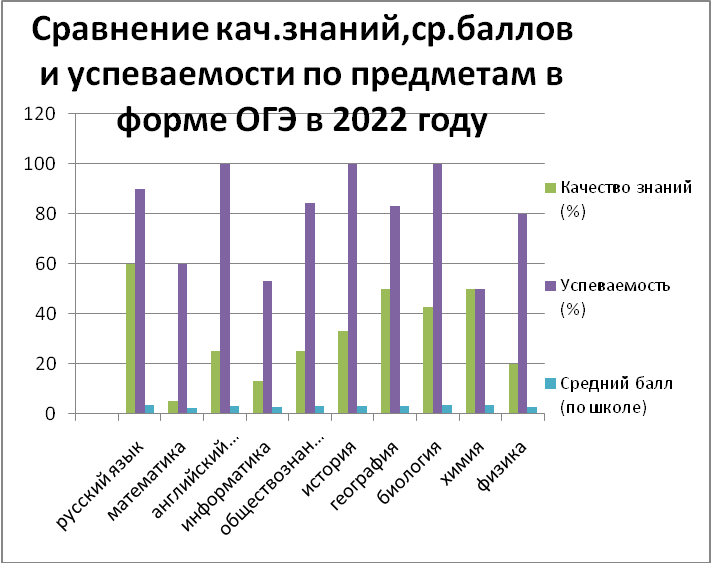 Сравнение кач.знаний,ср.баллов
и успеваемости по предметам в
форме ОГЭ в 2022 году
120
100
80
60
40
20
0
Качество знаний
(%)
Успеваемость
(%)
Средний балл
(по школе)
русский язык
математика
английский...
информатика
обществознан...
история
география
биология
химия
физика